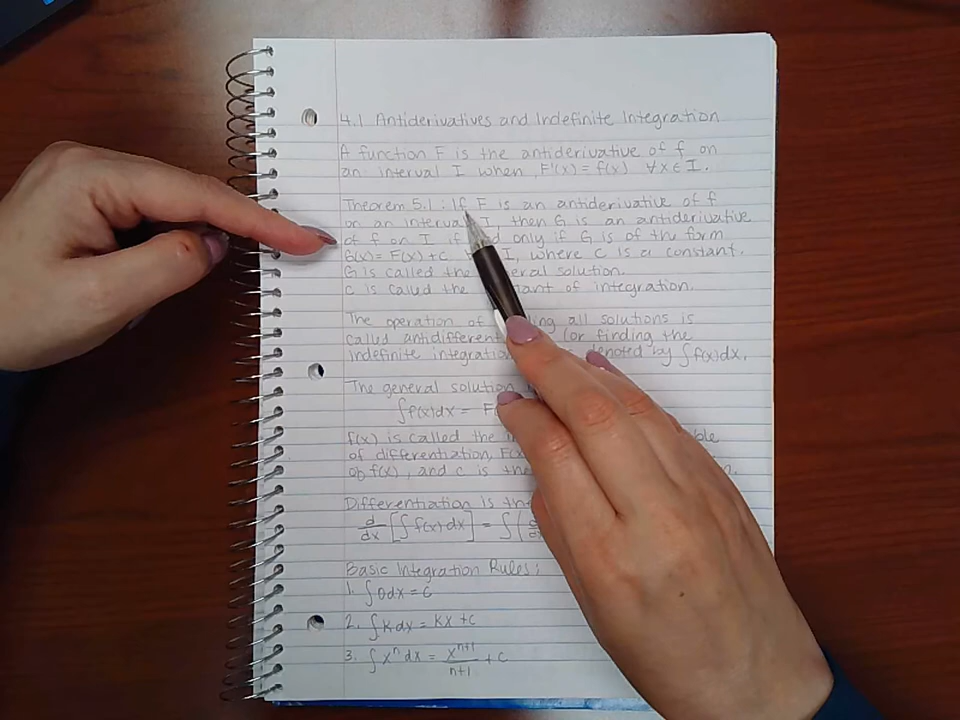 4.1 Antiderivatives and Indefinite Integration
A function F is the antiderivative of f on
an interval I when F'(x) = f(x) ∀x∈I.
Theorem 5.1: If F is an antiderivative of f
on an interval I then G is an antiderivative
of f on I if and only if G is of the form
G(x) = F(x) + C I, where C is a constant.
G is called the general solution.
C is called the constant of integration.
The operation of finding all solutions is
called (or finding the
indefinite denoted by ∫f(x)dx.
The general solution
∫f(x)dx =
f(x) is called the
of differentiation,
of f(x), and C is the
Differentiation is the
d/dx [∫f(x)dx] = ∫(
Basic Integration Rules:
1. ∫0dx = C
2. ∫Kdx = Kx + C
3. ∫xⁿdx = xⁿ⁺¹/n+1 + C